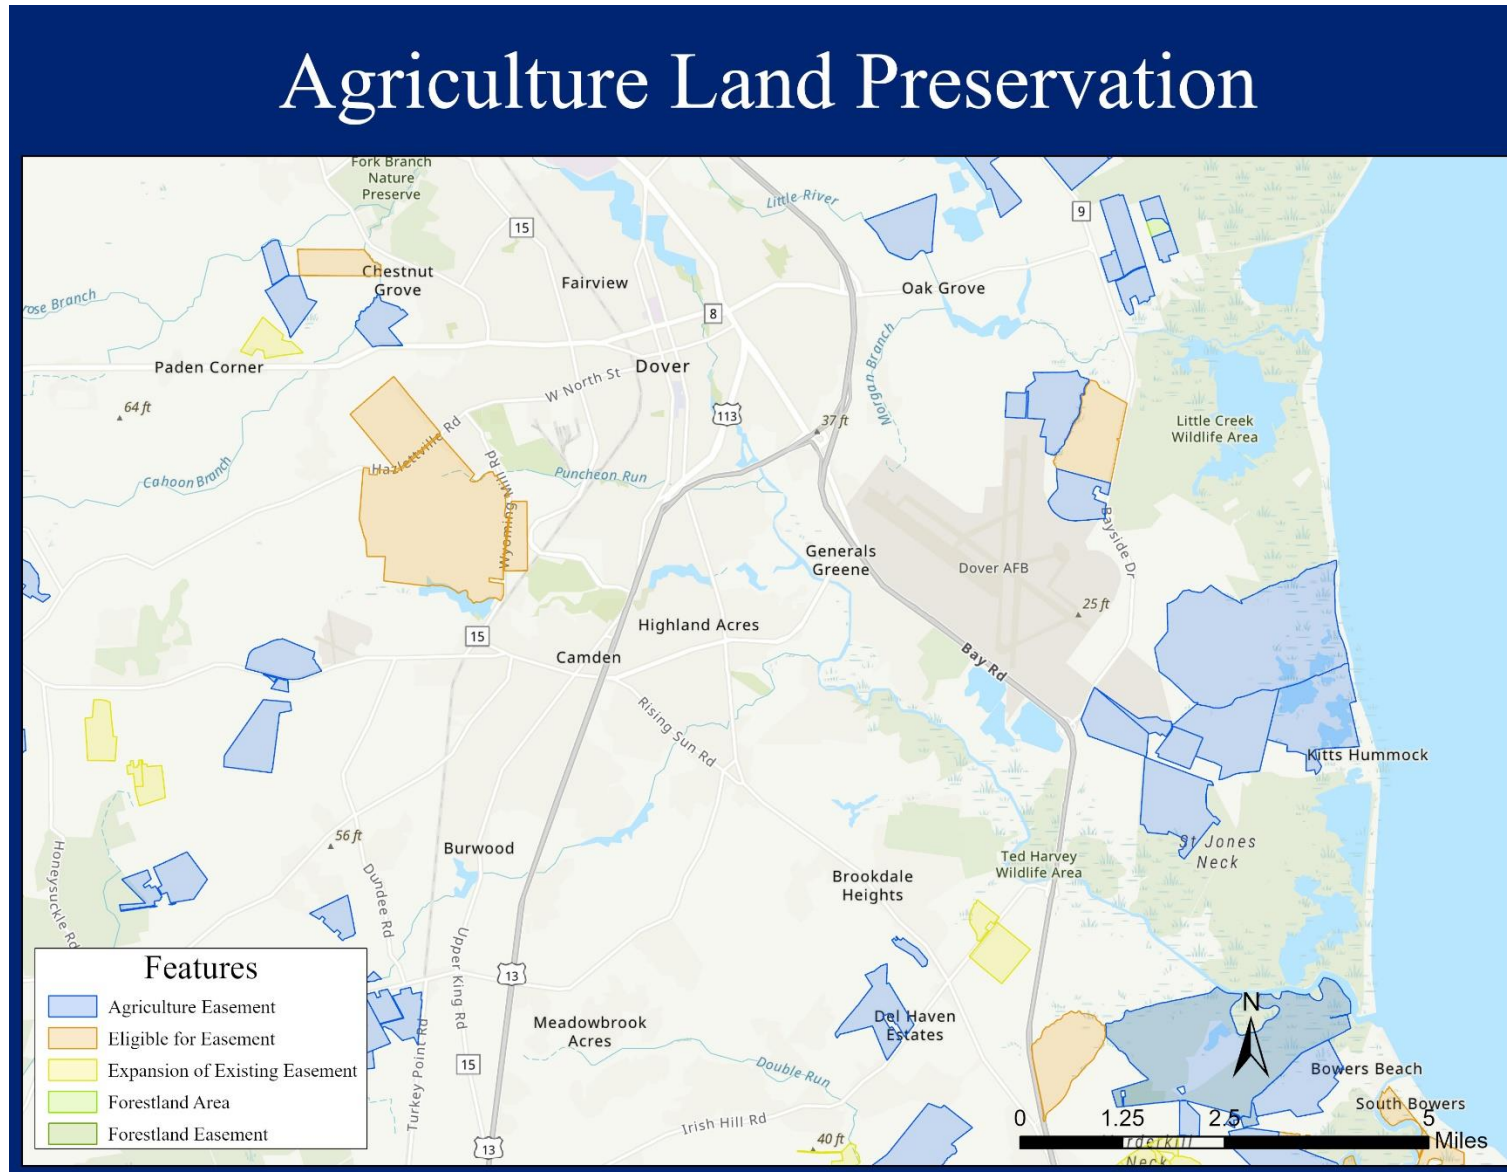 Agriculture Land Preservation
Fork Branch
Nature
Preserve
Little River
9
15
Chestnut
Grove
Fairview
Oak Grove
rose Branch
8
Paden Corner
Dover
W North St
Morgan Branch
64 ft
113
37 ft
Little Creek
Wildlife Area
Hazlettville Rd
Cahoon Branch
Puncheon Run
Wyoming Mill Rd
Bayside Dr
Generals
Greene
Dover AFB
25 ft
15
Highland Acres
Camden
Bay Rd
Rising Sun Rd
Kitts Hummock
56 ft
Burwood
St Jones
Neck
Honeysuckle Rd
Dundee Rd
Ted Harvey
Wildlife Area
Brookdale
Heights
Upper King Rd
13
Features
Agriculture Easement
Eligible for Easement
Expansion of Existing Easement
Forestland Area
Forestland Easement
Turkey Point Rd
Meadowbrook
Acres
Del Haven
Estates
N
15
Double Run
Bowers Beach
South Bowers
Irish Hill Rd
40 ft
13
0 1.25 2.5 5
Miles
Neck